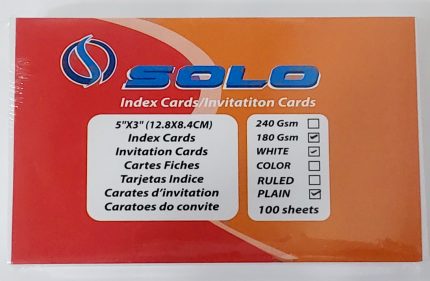 SOLO
Index Cards/Invitatiton Cards
5"X3" (12.8X8.4CM)
Index Cards
Invitation Cards
Cartes Fiches
Tarjetas Indice
Carates d'invitation
Caratoes do convite
240 Gsm
180 Gsm
WHITE
COLOR
RULED
PLAIN
100 sheets